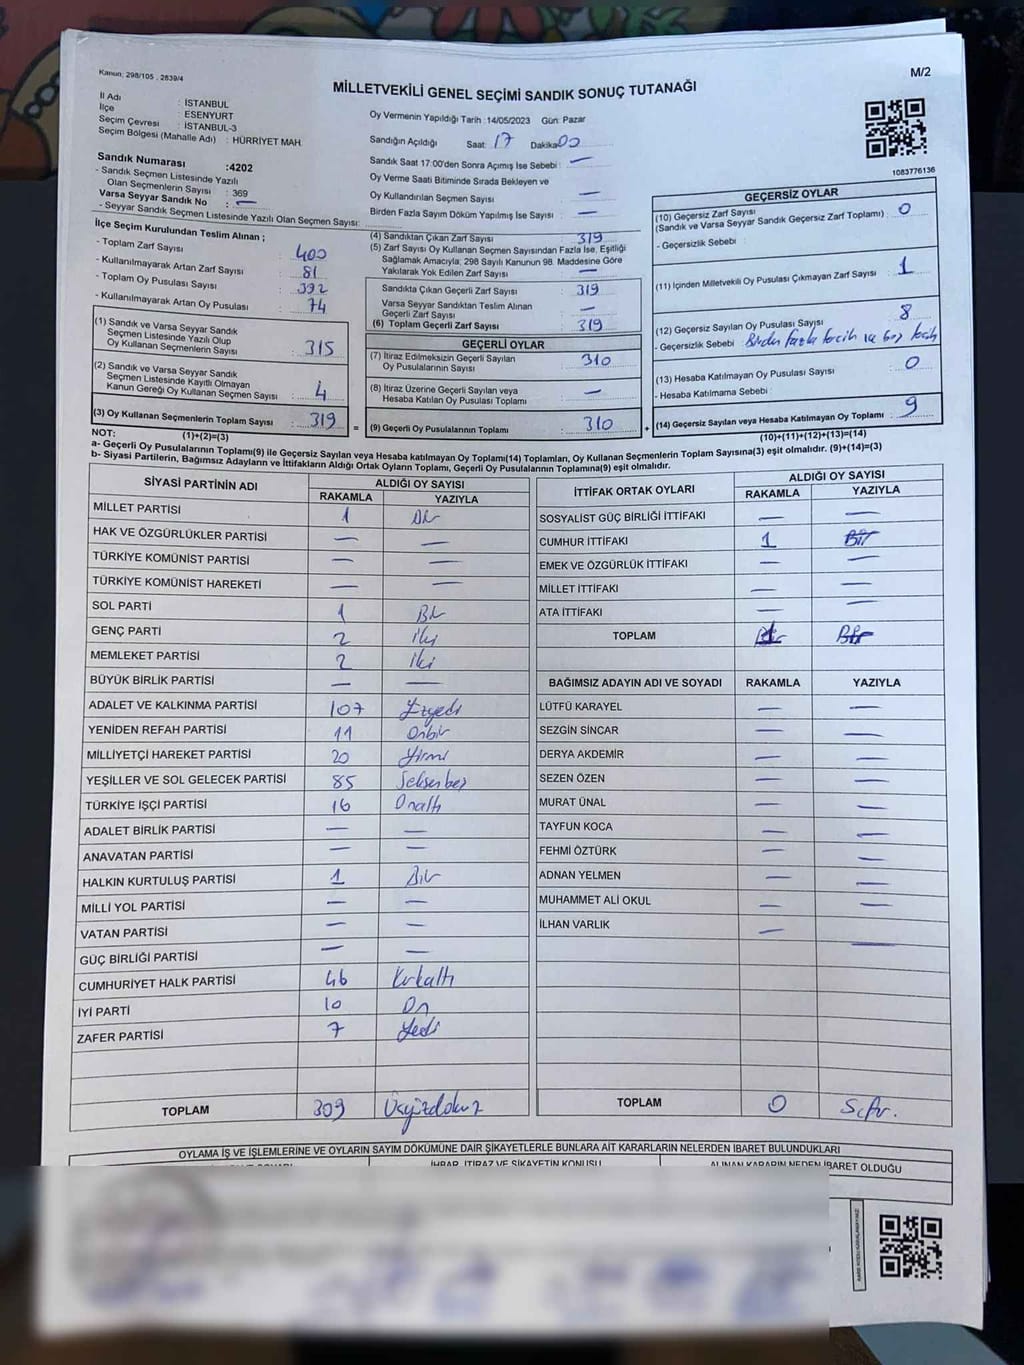 Kanun: 298/105 , 2839/4
M/2
MİLLETVEKİLİ GENEL SEÇİMİ SANDIK SONUÇ TUTANAĞI
İl Adı : İSTANBUL
İlçe : ESENYURT
Seçim Çevresi : İSTANBUL-3
Seçim Bölgesi (Mahalle Adı) : HÜRRİYET MAH.
Sandık Numarası :4202
- Sandık Seçmen Listesinde Yazılı
Olan Seçmenlerin Sayısı : 369
Varsa Seyyar Sandık No : —
- Seyyar Sandık Seçmen Listesinde Yazılı Olan Seçmen Sayısı:
Oy Vermenin Yapıldığı Tarih :14/05/2023 Gün: Pazar
Sandığın Açıldığı Saat: 17 Dakika: 00
Sandık Saat 17:00'den Sonra Açımış İse Sebebi : —
Oy Verme Saati Bitiminde Sırada Bekleyen ve
Oy Kullandırılan Seçmen Sayısı : —
Birden Fazla Sayım Döküm Yapılmış İse Sayısı : —
1083776136
İlçe Seçim Kurulundan Teslim Alınan ;
- Toplam Zarf Sayısı : 400
- Kullanılmayarak Artan Zarf Sayısı : 81
- Toplam Oy Pusulası Sayısı : 392
- Kullanılmayarak Artan Oy Pusulası : 74
(1) Sandık ve Varsa Seyyar Sandık
Seçmen Listesinde Yazılı Olup
Oy Kullanan Seçmenlerin Sayısı : 315
(2) Sandık ve Varsa Seyyar Sandık
Seçmen Listesinde Kayıtlı Olmayan
Kanun Gereği Oy Kullanan Seçmen Sayısı : 4
(3) Oy Kullanan Seçmenlerin Toplam Sayısı : 319
(4) Sandıktan Çıkan Zarf Sayısı : 319
(5) Zarf Sayısı Oy Kullanan Seçmen Sayısından Fazla İse, Eşitliği
Sağlamak Amacıyla; 298 Sayılı Kanunun 98. Maddesine Göre
Yakılarak Yok Edilen Zarf Sayısı : —
Sandıkta Çıkan Geçerli Zarf Sayısı : 319
Varsa Seyyar Sandıktan Teslim Alınan
Geçerli Zarf Sayısı : —
(6) Toplam Geçerli Zarf Sayısı : 319
GEÇERLİ OYLAR
(7) İtiraz Edilmeksizin Geçerli Sayılan
Oy Pusulalarının Sayısı : 310
(8) İtiraz Üzerine Geçerli Sayılan veya
Hesaba Katılan Oy Pusulası Toplamı : —
= (9) Geçerli Oy Pusulalarının Toplamı : 310 +
GEÇERSİZ OYLAR
(10) Geçersiz Zarf Sayısı
(Sandık ve Varsa Seyyar Sandık Geçersiz Zarf Toplamı) : 0
- Geçersizlik Sebebi :
(11) İçinden Milletvekili Oy Pusulası Çıkmayan Zarf Sayısı : 1
(12) Geçersiz Sayılan Oy Pusulası Sayısı : 8
- Geçersizlik Sebebi : Birden fazla tercih ve boş
(13) Hesaba Katılmayan Oy Pusulası Sayısı : 0
- Hesaba Katılmama Sebebi :
(14) Geçersiz Sayılan veya Hesaba Katılmayan Oy Toplamı : 9
NOT: (1)+(2)=(3) (10)+(11)+(12)+(13)=(14)
a- Geçerli Oy Pusulalarının Toplamı(9) ile Geçersiz Sayılan veya Hesaba katılmayan Oy Toplamı(14) Toplamları, Oy Kullanan Seçmenlerin Toplam Sayısına(3) eşit olmalıdır. (9)+(14)=(3)
b- Siyasi Partilerin, Bağımsız Adayların ve İttifakların Aldığı Ortak Oyların Toplamı, Geçerli Oy Pusulalarının Toplamına(9) eşit olmalıdır.
SİYASİ PARTİNİN ADI ALDIĞI OY SAYISI
RAKAMLA YAZIYLA
MİLLET PARTİSİ 1 Bir
HAK VE ÖZGÜRLÜKLER PARTİSİ — —
TÜRKİYE KOMÜNİST PARTİSİ — —
TÜRKİYE KOMÜNİST HAREKETİ — —
SOL PARTİ 1 Bir
GENÇ PARTİ 2 İki
MEMLEKET PARTİSİ 2 İki
BÜYÜK BİRLİK PARTİSİ — —
ADALET VE KALKINMA PARTİSİ 107 Yüzyedi
YENİDEN REFAH PARTİSİ 11 Onbir
MİLLİYETÇİ HAREKET PARTİSİ 20 Yirmi
YEŞİLLER VE SOL GELECEK PARTİSİ 85 Seksenbeş
TÜRKİYE İŞÇİ PARTİSİ 16 Onaltı
ADALET BİRLİK PARTİSİ — —
ANAVATAN PARTİSİ — —
HALKIN KURTULUŞ PARTİSİ 1 Bir
MİLLİ YOL PARTİSİ — —
VATAN PARTİSİ — —
GÜÇ BİRLİĞİ PARTİSİ — —
CUMHURİYET HALK PARTİSİ 46 Kırkaltı
İYİ PARTİ 10 On
ZAFER PARTİSİ 7 Yedi
TOPLAM 309 Üçyüzdokuz
İTTİFAK ORTAK OYLARI ALDIĞI OY SAYISI
RAKAMLA YAZIYLA
SOSYALİST GÜÇ BİRLİĞİ İTTİFAKI — —
CUMHUR İTTİFAKI 1 Bir
EMEK VE ÖZGÜRLÜK İTTİFAKI — —
MİLLET İTTİFAKI — —
ATA İTTİFAKI — —
TOPLAM 1 Bir
BAĞIMSIZ ADAYIN ADI VE SOYADI RAKAMLA YAZIYLA
LÜTFÜ KARAYEL — —
SEZGİN SİNCAR — —
DERYA AKDEMİR — —
SEZEN ÖZEN — —
MURAT ÜNAL — —
TAYFUN KOCA — —
FEHMİ ÖZTÜRK — —
ADNAN YELMEN — —
MUHAMMET ALİ OKUL — —
İLHAN VARLIK — —
TOPLAM 0 Sıfır.
OYLAMA İŞ VE İŞLEMLERİNE VE OYLARIN SAYIM DÖKÜMÜNE DAİR ŞİKAYETLERLE BUNLARA AİT KARARLARIN NELERDEN İBARET BULUNDUKLARI
İHBAR, İTİRAZ VE ŞİKAYETİN KONUSU ALINAN KARARIN NEDEN İBARET OLDUĞU